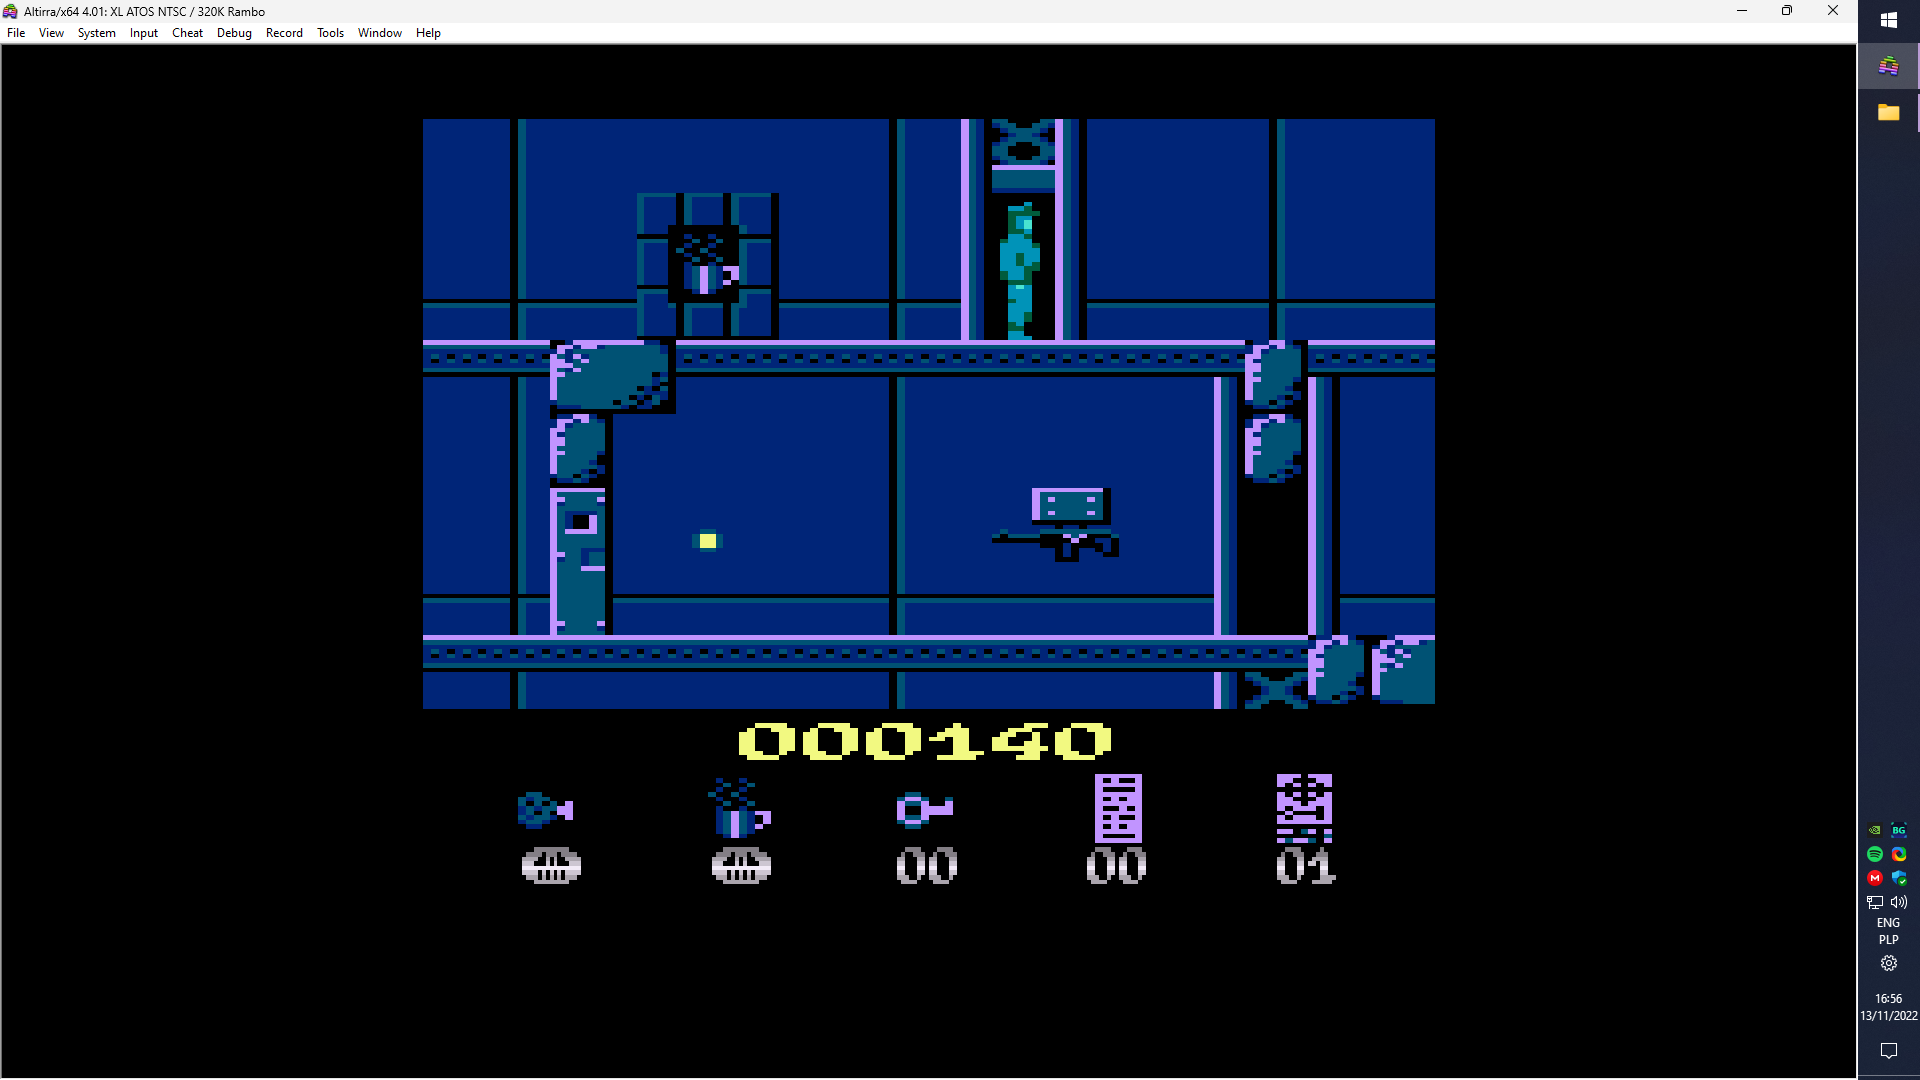 Altirra/x64 4.01: XL ATOS NTSC / 320K Rambo
File View System Input Cheat Debug Record Tools Window Help
000140
00 00 01
BG
M
ENG
PLP
16:56
13/11/2022